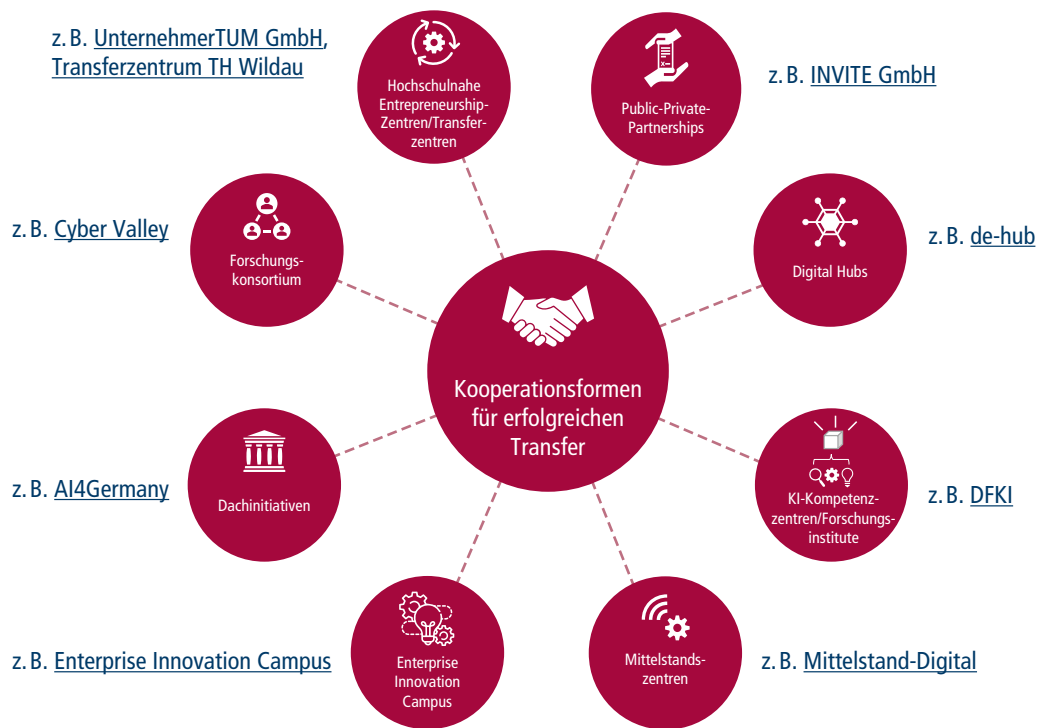 z. B. UnternehmerTUM GmbH,
Transferzentrum TH Wildau
Hochschulnahe
Entrepreneurship-
Zentren/Transfer-
zentren
Public-Private-
Partnerships
z. B. INVITE GmbH
z. B. Cyber Valley
Forschungs-
konsortium
Digital Hubs
z. B. de-hub
Kooperationsformen
für erfolgreichen
Transfer
z. B. AI4Germany
Dachinitiativen
KI-Kompetenz-
zentren/Forschungs-
institute
z. B. DFKI
z. B. Enterprise Innovation Campus
Enterprise
Innovation
Campus
Mittelstands-
zentren
z. B. Mittelstand-Digital